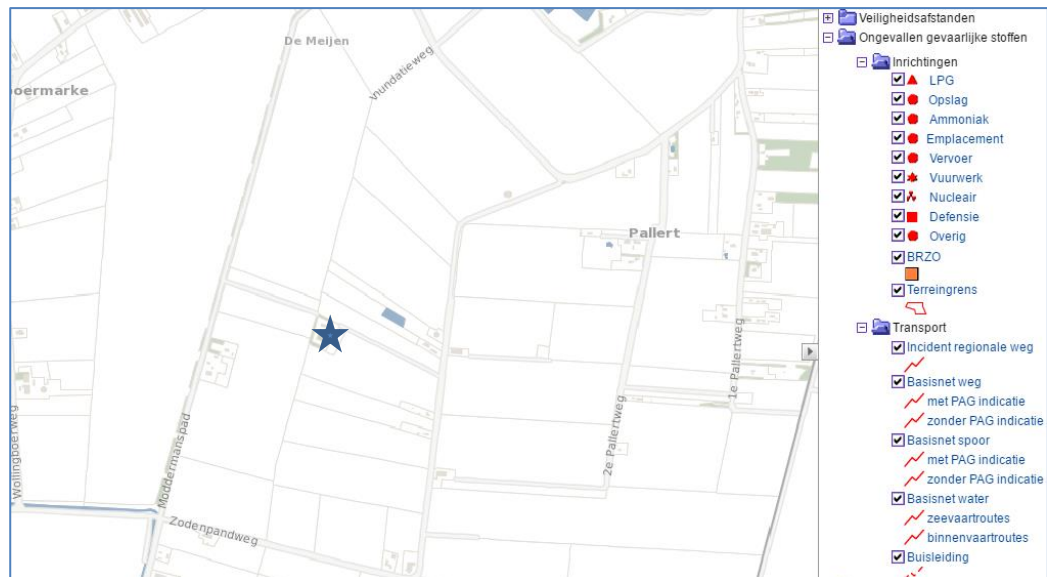 De Meijen
Inundatieweg
oermarke
Pallert
1e Pallertweg
2e Pallertweg
Moddermanspad
Wollingboerweg
Zodenpandweg
Veiligheidsafstanden
Ongevallen gevaarlijke stoffen
Inrichtingen
LPG
Opslag
Ammoniak
Emplacement
Vervoer
Vuurwerk
Nucleair
Defensie
Overig
BRZO
Terreingrens
Transport
Incident regionale weg
Basisnet weg
met PAG indicatie
zonder PAG indicatie
Basisnet spoor
met PAG indicatie
zonder PAG indicatie
Basisnet water
zeevaartroutes
binnenvaartroutes
Buisleiding